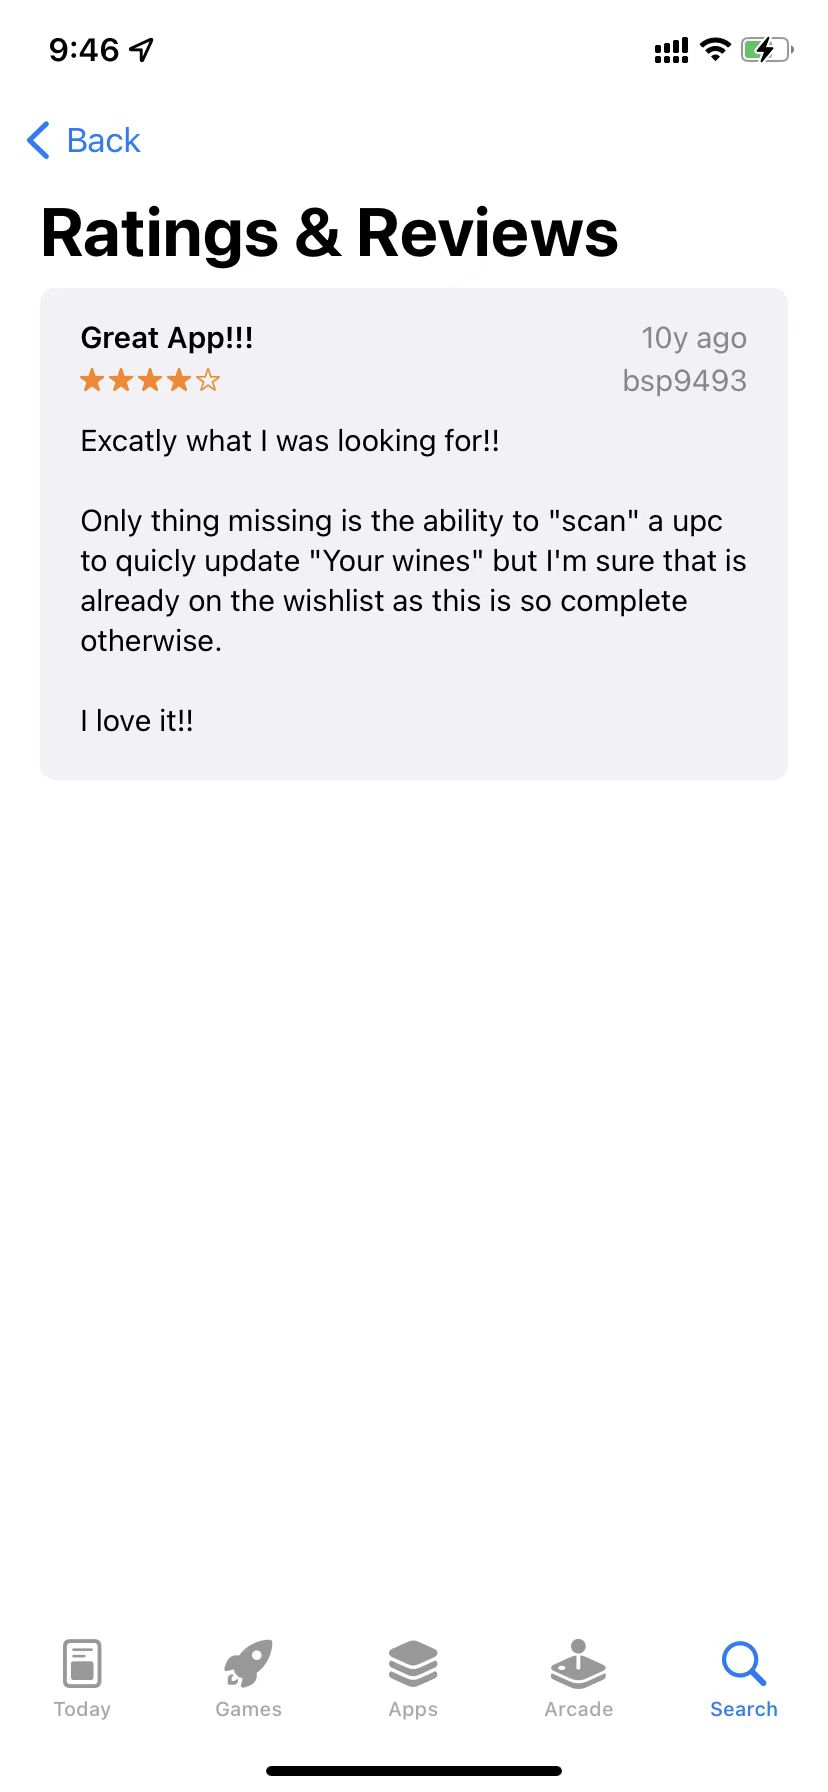 9:46
Back
Ratings & Reviews
Great App!!!
10y ago
bsp9493
Excatly what I was looking for!!
Only thing missing is the ability to "scan" a upc
to quicly update "Your wines" but I'm sure that is
already on the wishlist as this is so complete
otherwise.
I love it!!
Today
Games
Apps
Arcade
Search